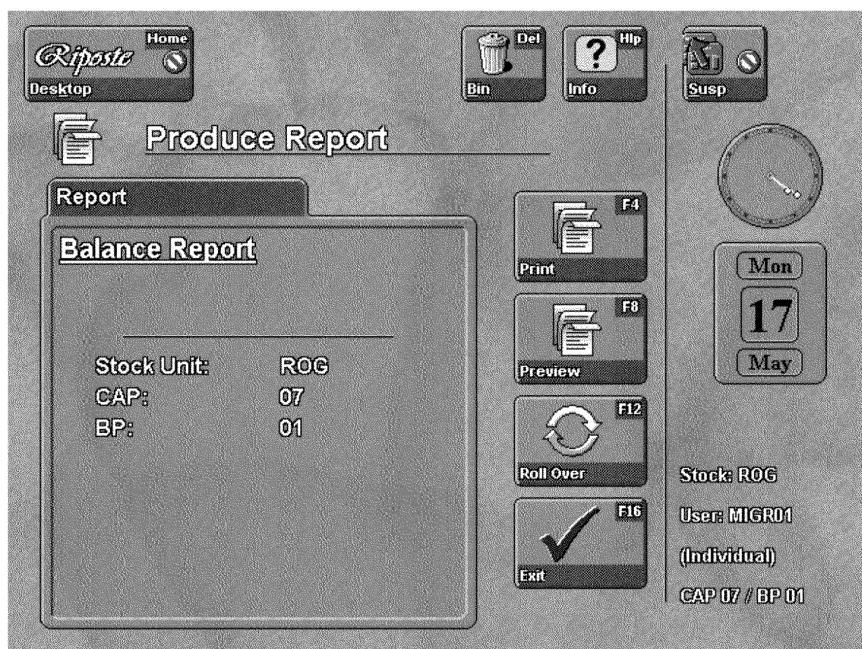 Riposte
Home
Desktop
Del
Bin
Hlp
Info
Susp
Produce Report
Report
Balance Report
Stock Unit: ROG
CAP: 07
BP: 01
F4
Print
F8
Preview
F12
Roll Over
F16
Exit
Mon
17
May
Stock: ROG
User: MIGR01
(Individual)
CAP 07 / BP 01